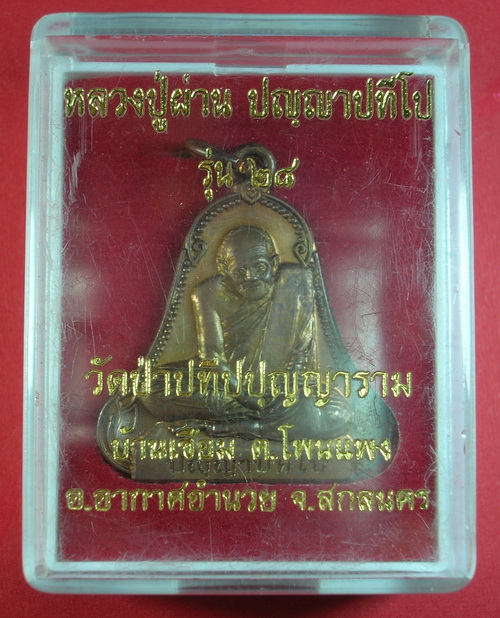 หลวงปู่ผ่าน ปญฺญาปทีโป
รุ่น ๒๘
วัดป่าปทีปปุญญาราม
บ้านเซือม ต.โพนแพง
อ.อากาศอำนวย จ.สกลนคร